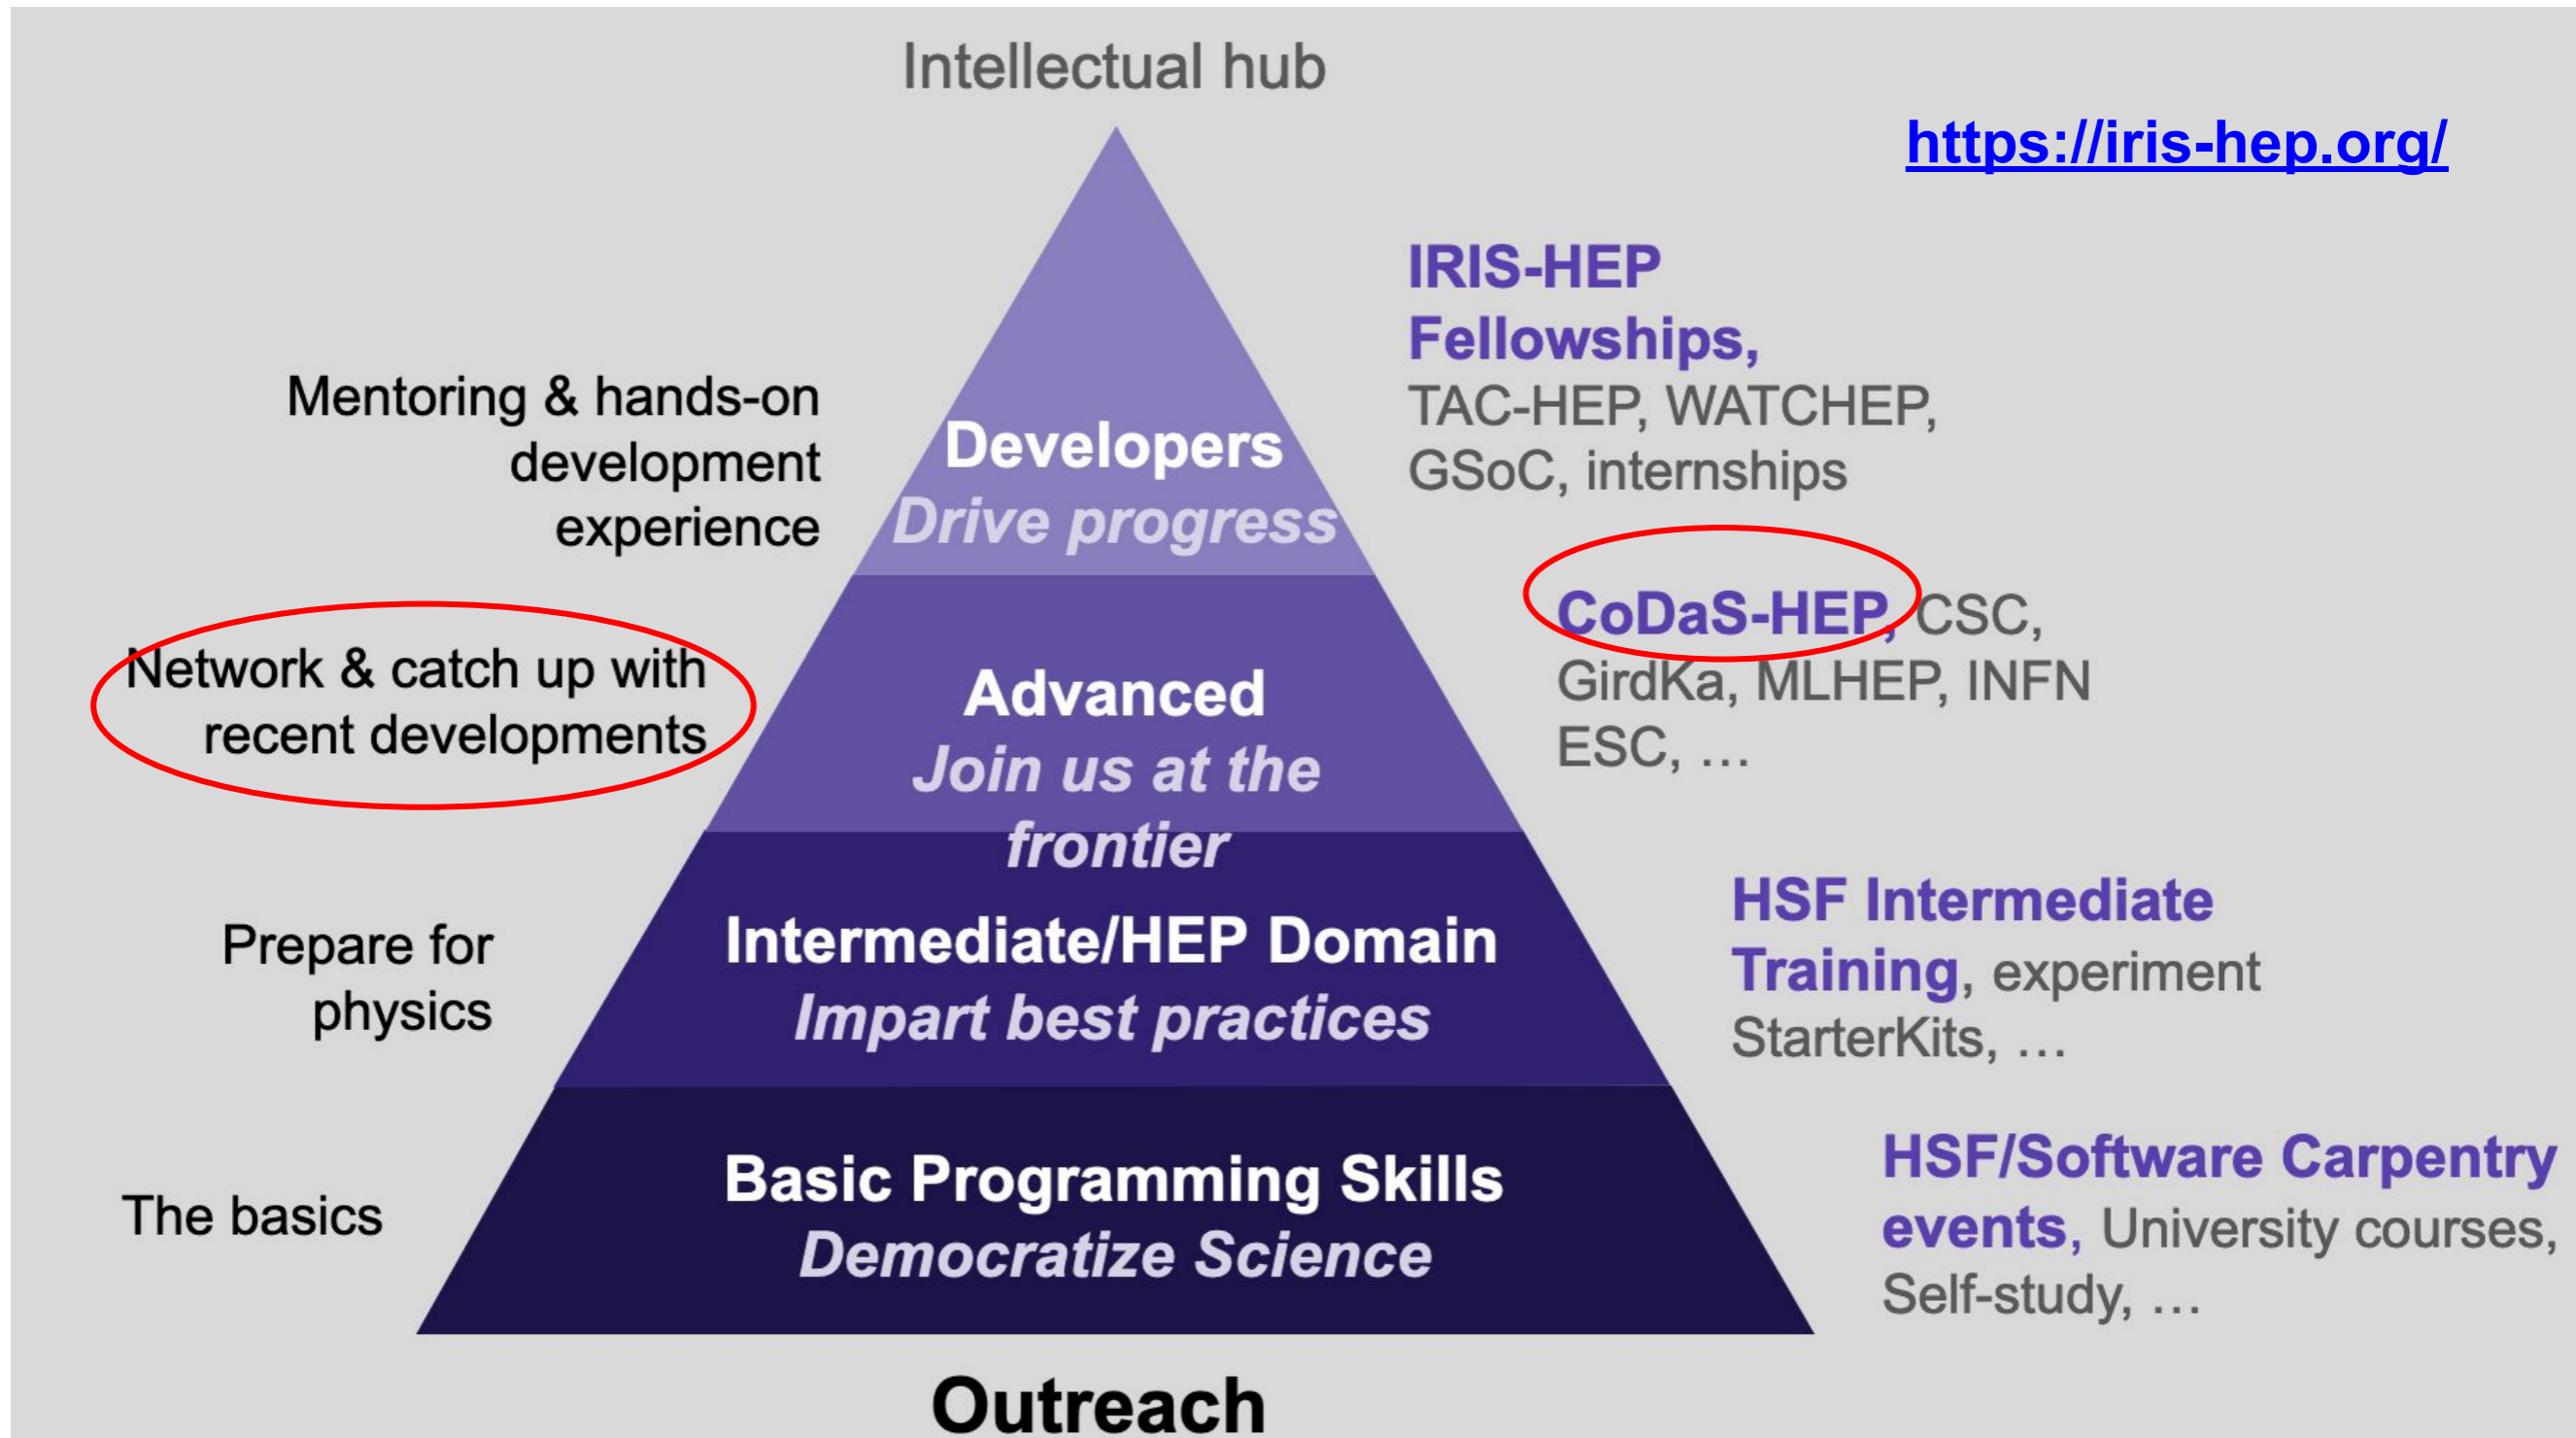 Intellectual hub
https://iris-hep.org/
IRIS-HEP
Fellowships,
TAC-HEP, WATCHEP,
GSoC, internships
Mentoring & hands-on
development
experience
Developers
Drive progress
CoDaS-HEP, CSC,
GirdKa, MLHEP, INFN
ESC, …
Network & catch up with
recent developments
Advanced
Join us at the
frontier
HSF Intermediate
Training, experiment
StarterKits, …
Prepare for
physics
Intermediate/HEP Domain
Impart best practices
HSF/Software Carpentry
events, University courses,
Self-study, …
The basics
Basic Programming Skills
Democratize Science
Outreach